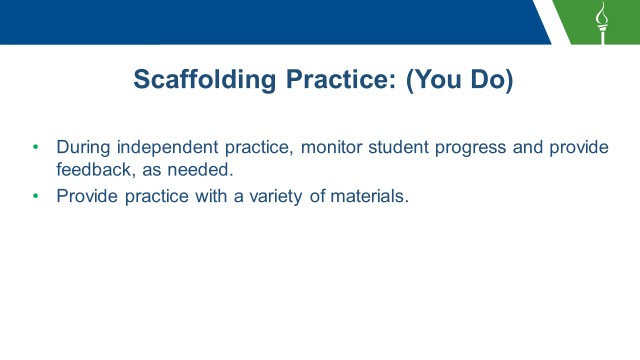 Scaffolding Practice: (You Do)
• During independent practice, monitor student progress and provide
feedback, as needed.
• Provide practice with a variety of materials.